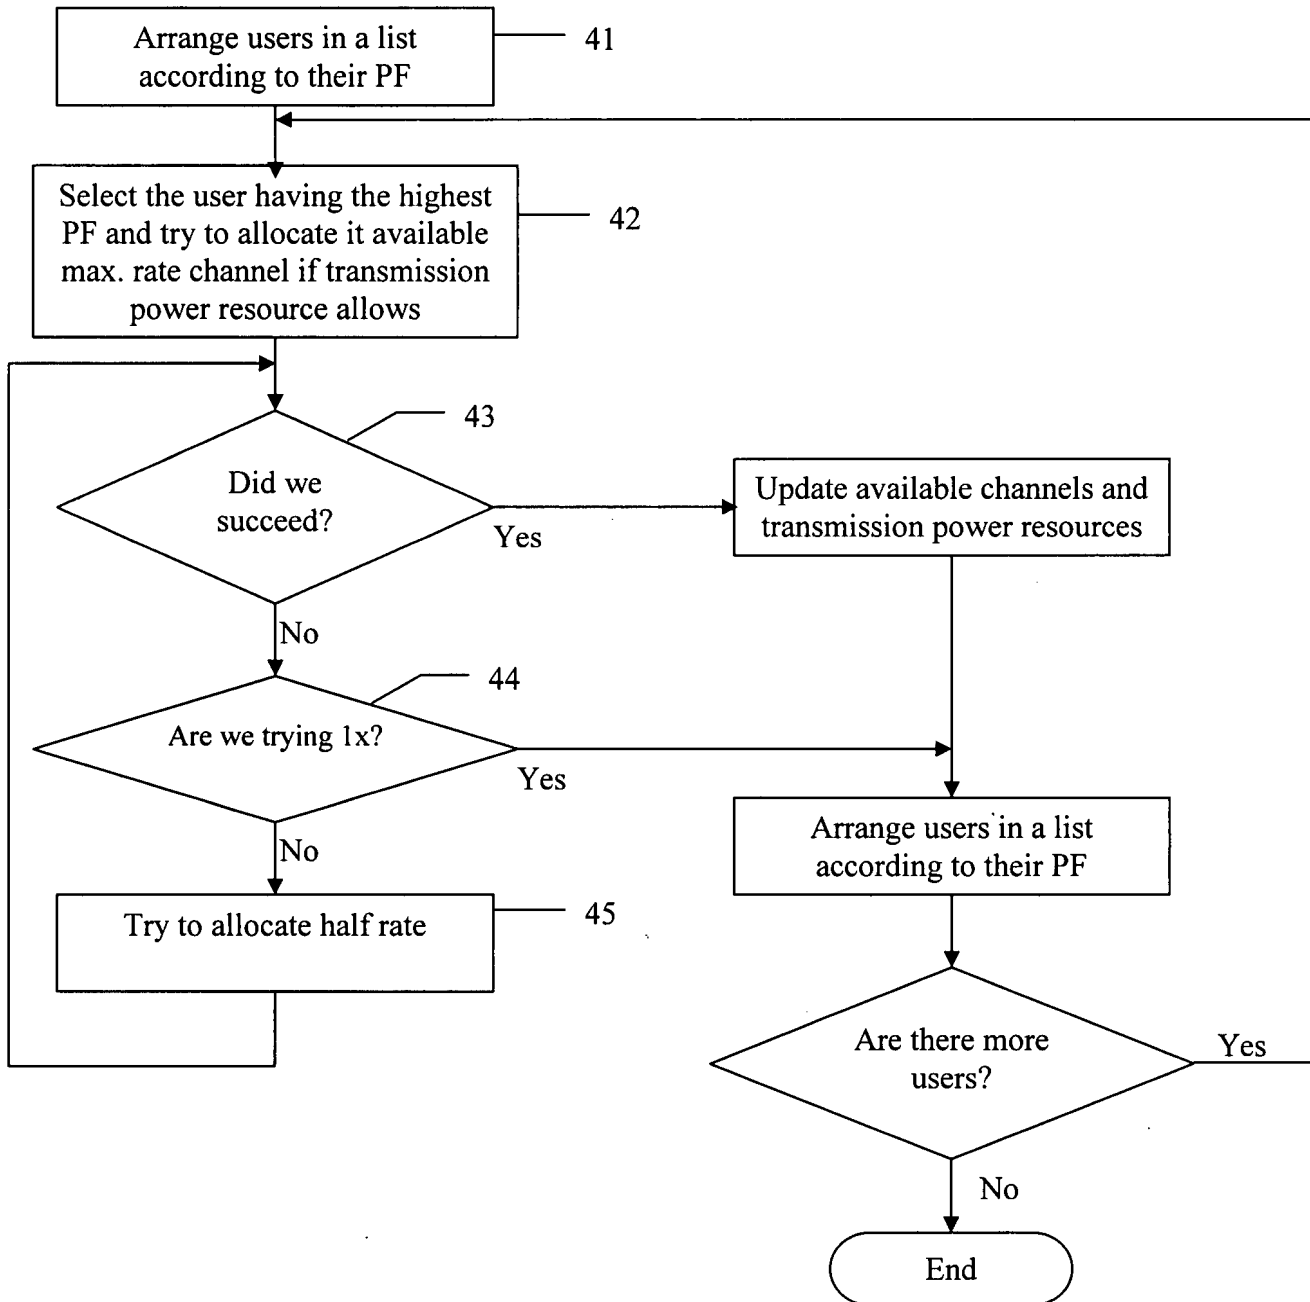 Arrange users in a list
according to their PF
41
Select the user having the highest
PF and try to allocate it available
max. rate channel if transmission
power resource allows
42
43
Did we
succeed?
Yes
Update available channels and
transmission power resources
No
44
Are we trying 1x?
Yes
Arrange users in a list
according to their PF
No
Try to allocate half rate
45
Are there more
users?
Yes
No
End